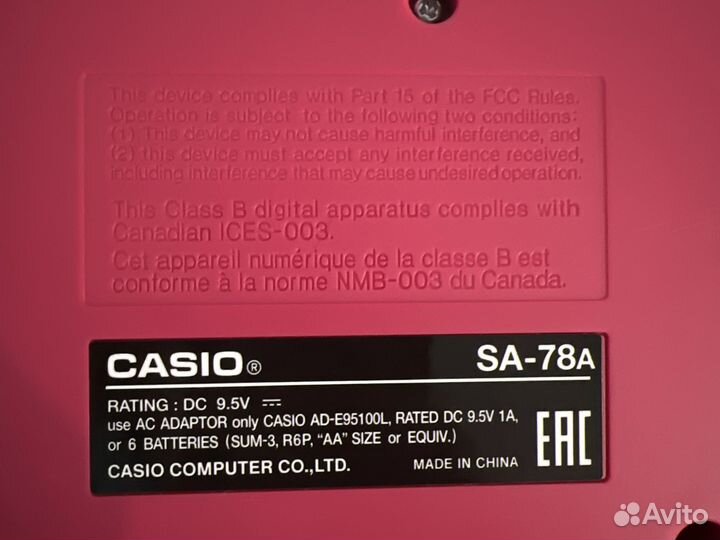 This device complies with Part 15 of the FCC Rules.
Operation is subject to the following two conditions:
(1) This device may not cause harmful interference, and
(2) this device must accept any interference received,
including interference that may cause undesired operation.
This Class B digital apparatus complies with
Canadian ICES-003.
Cet appareil numérique de la classe B est
conforme à la norme NMB-003 du Canada.
CASIO® SA-78A
RATING : DC 9.5V ⎓
use AC ADAPTOR only CASIO AD-E95100L, RATED DC 9.5V 1A,
or 6 BATTERIES (SUM-3, R6P, “AA” SIZE or EQUIV.)
CASIO COMPUTER CO.,LTD. MADE IN CHINA
EAC
Avito